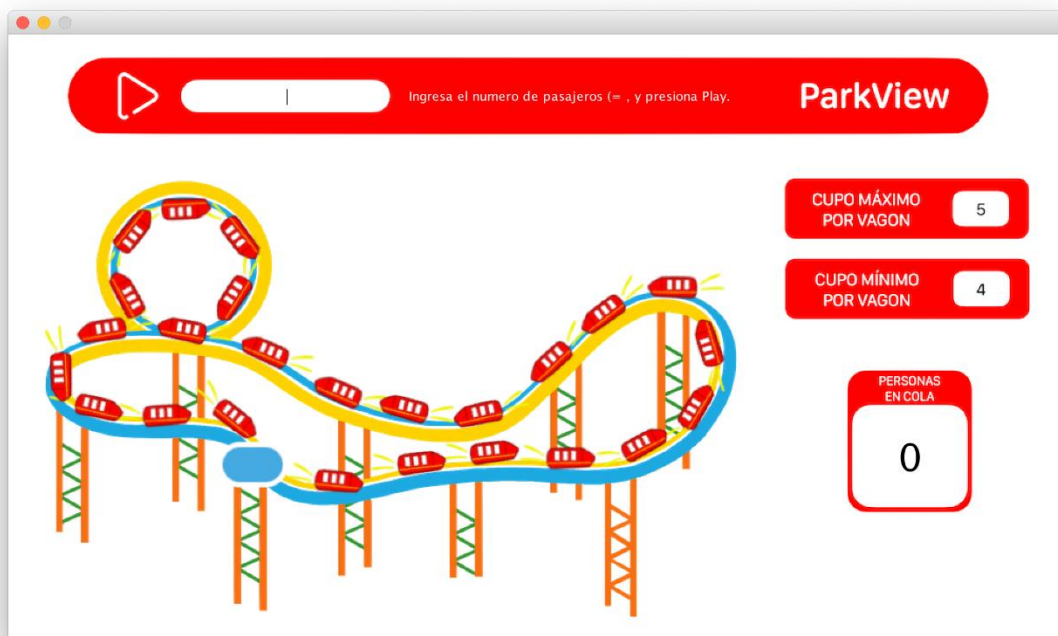 Ingresa el numero de pasajeros (= , y presiona Play.
ParkView
CUPO MÁXIMO
POR VAGON
5
CUPO MÍNIMO
POR VAGON
4
PERSONAS
EN COLA
0